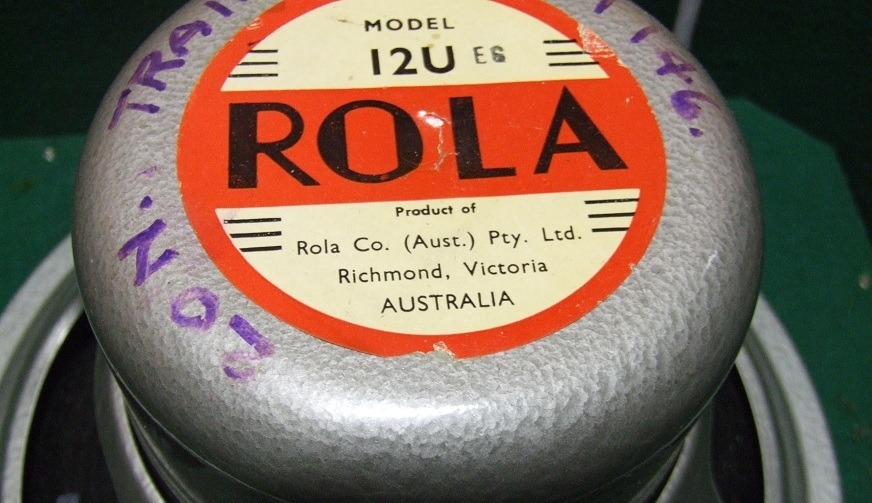 MODEL
12U E6
ROLA
Product of
Rola Co. (Aust.) Pty. Ltd.
Richmond, Victoria
AUSTRALIA